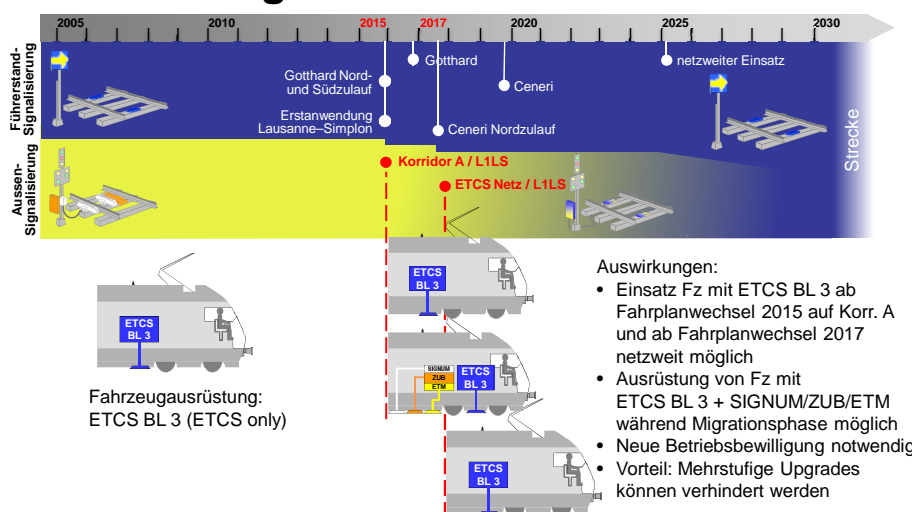 2005 2010 2015 2017 2020 2025 2030
Führerstand-
Signalisierung
Gotthard
netzweiter Einsatz
Gotthard Nord-
und Südzulauf
Ceneri
Erstanwendung
Lausanne–Simplon
Ceneri Nordzulauf
Strecke
Aussen-
Signalisierung
Korridor A / L1LS
ETCS Netz / L1LS
ETCS
BL 3
Fahrzeugausrüstung:
ETCS BL 3 (ETCS only)
ETCS
BL 3
SIGNUM
ZUB
ETM
ETCS
BL 3
ETCS
BL 3
Auswirkungen:
• Einsatz Fz mit ETCS BL 3 ab
Fahrplanwechsel 2015 auf Korr. A
und ab Fahrplanwechsel 2017
netzweit möglich
• Ausrüstung von Fz mit
ETCS BL 3 + SIGNUM/ZUB/ETM
während Migrationsphase möglich
• Neue Betriebsbewilligung notwendig
• Vorteil: Mehrstufige Upgrades
können verhindert werden